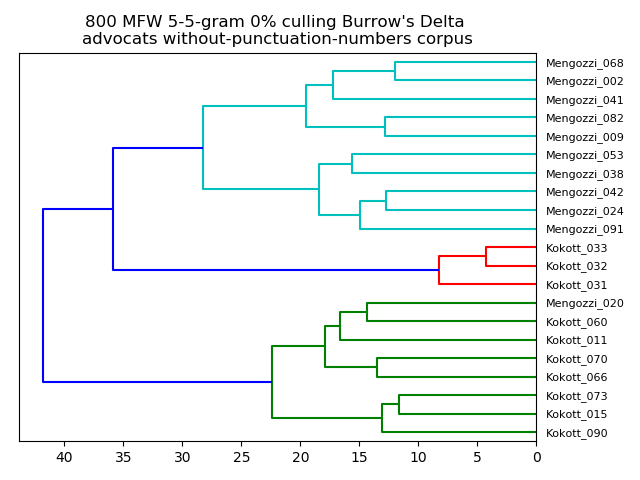 800 MFW 5-5-gram 0% culling Burrow's Delta
advocats without-punctuation-numbers corpus
Mengozzi_068
Mengozzi_002
Mengozzi_041
Mengozzi_082
Mengozzi_009
Mengozzi_053
Mengozzi_038
Mengozzi_042
Mengozzi_024
Mengozzi_091
Kokott_033
Kokott_032
Kokott_031
Mengozzi_020
Kokott_060
Kokott_011
Kokott_070
Kokott_066
Kokott_073
Kokott_015
Kokott_090
40 35 30 25 20 15 10 5 0